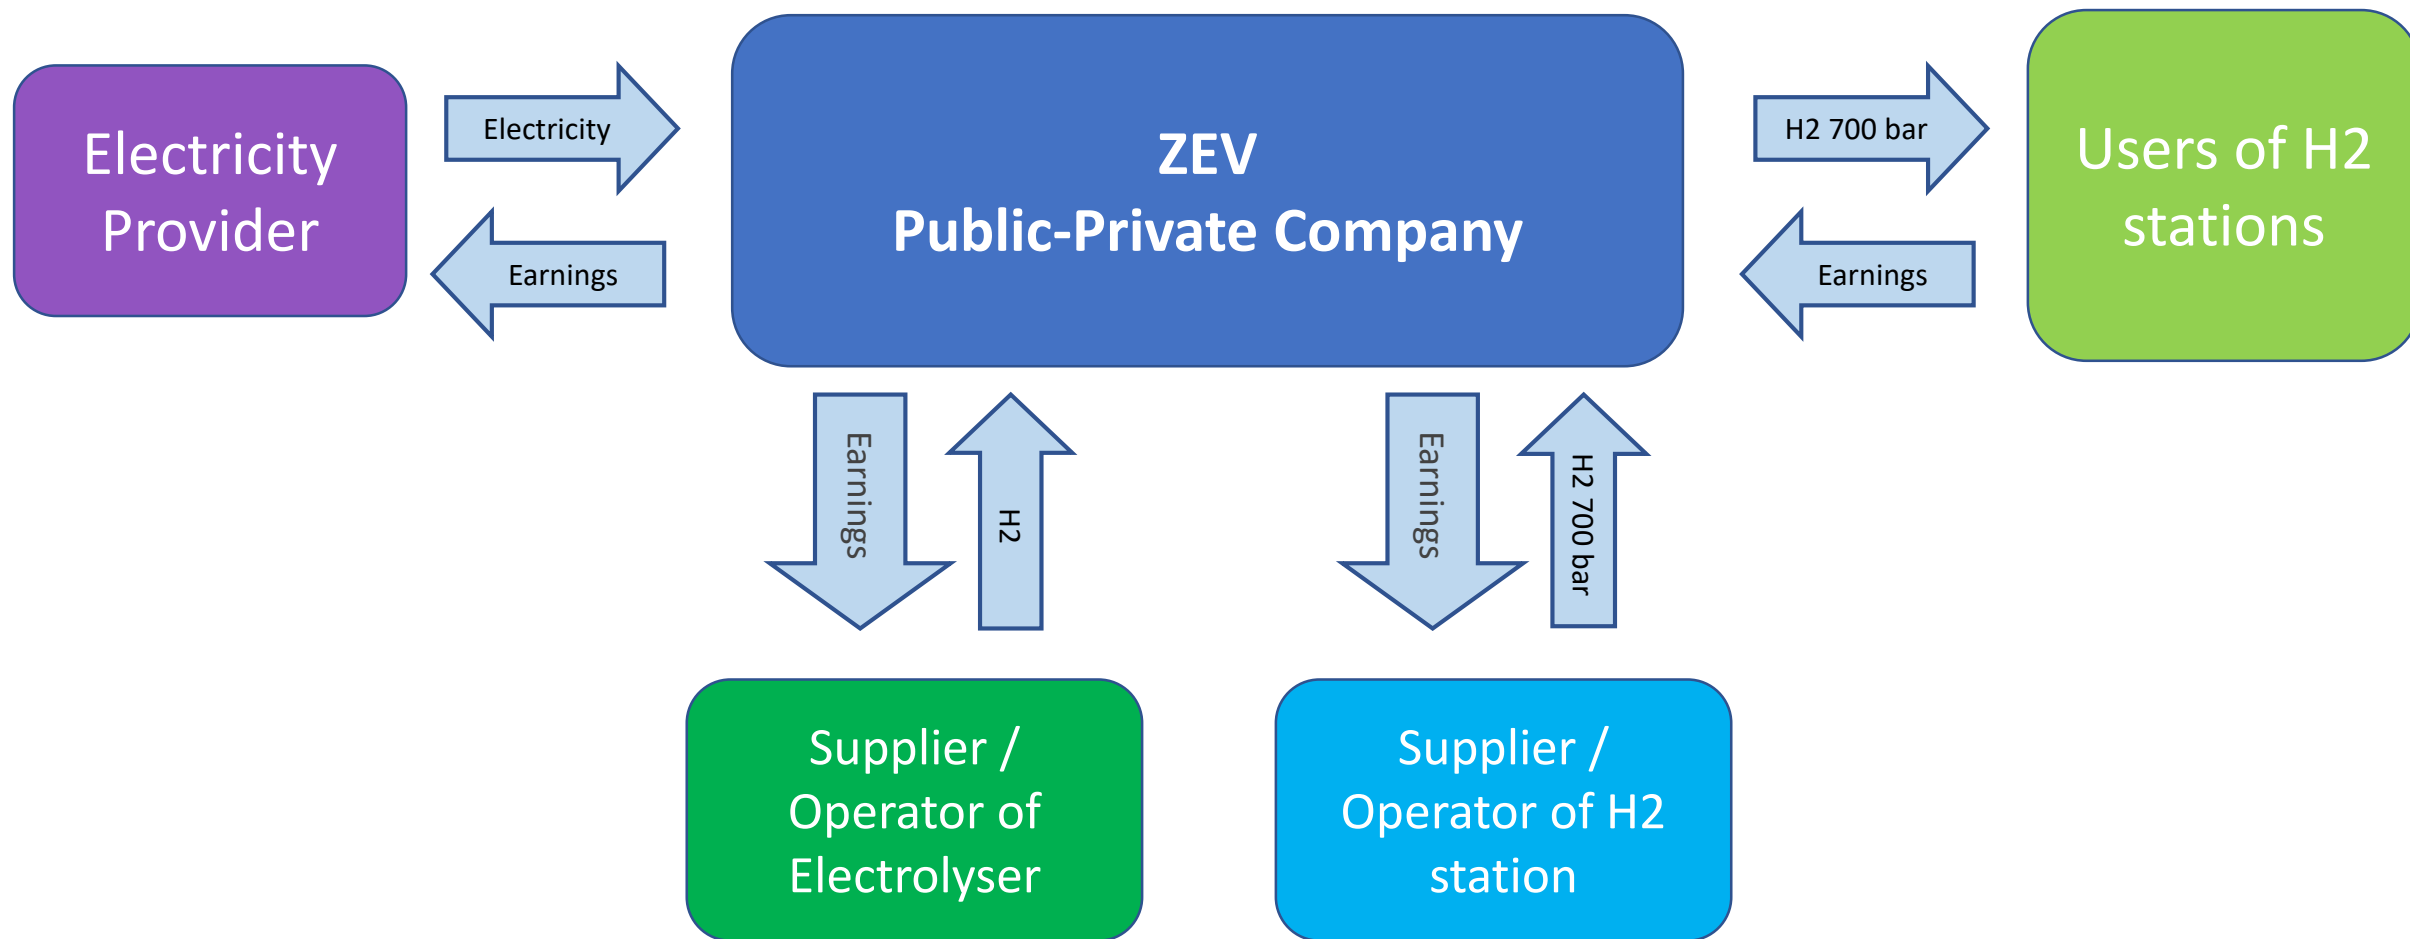 Electricity
Provider
Electricity
Earnings
ZEV
Public-Private Company
H2 700 bar
Earnings
Users of H2
stations
Earnings
H2
Earnings
H2 700 bar
Supplier /
Operator of
Electrolyser
Supplier /
Operator of H2
station